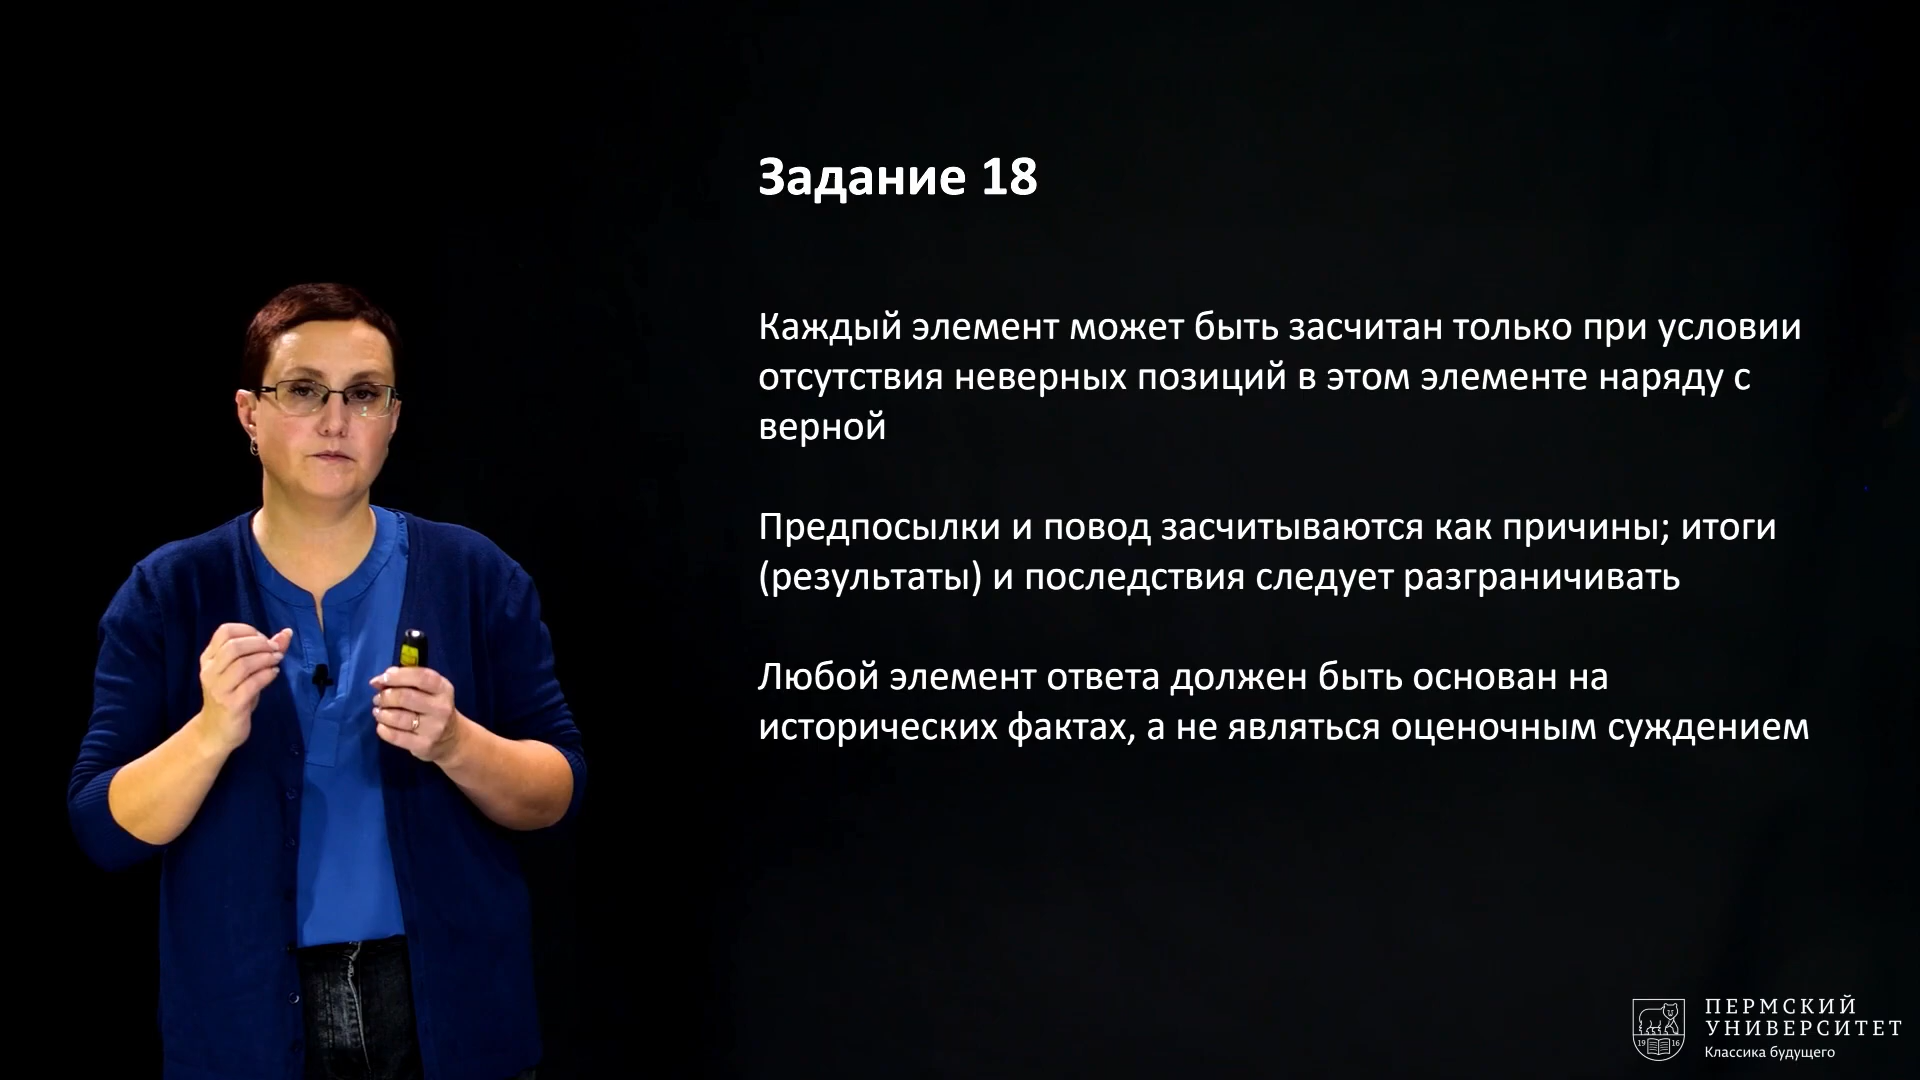 Задание 18
Каждый элемент может быть засчитан только при условии
отсутствия неверных позиций в этом элементе наряду с
верной
Предпосылки и повод засчитываются как причины; итоги
(результаты) и последствия следует разграничивать
Любой элемент ответа должен быть основан на
исторических фактах, а не являться оценочным суждением
19 16
ПЕРМСКИЙ
УНИВЕРСИТЕТ
Классика будущего